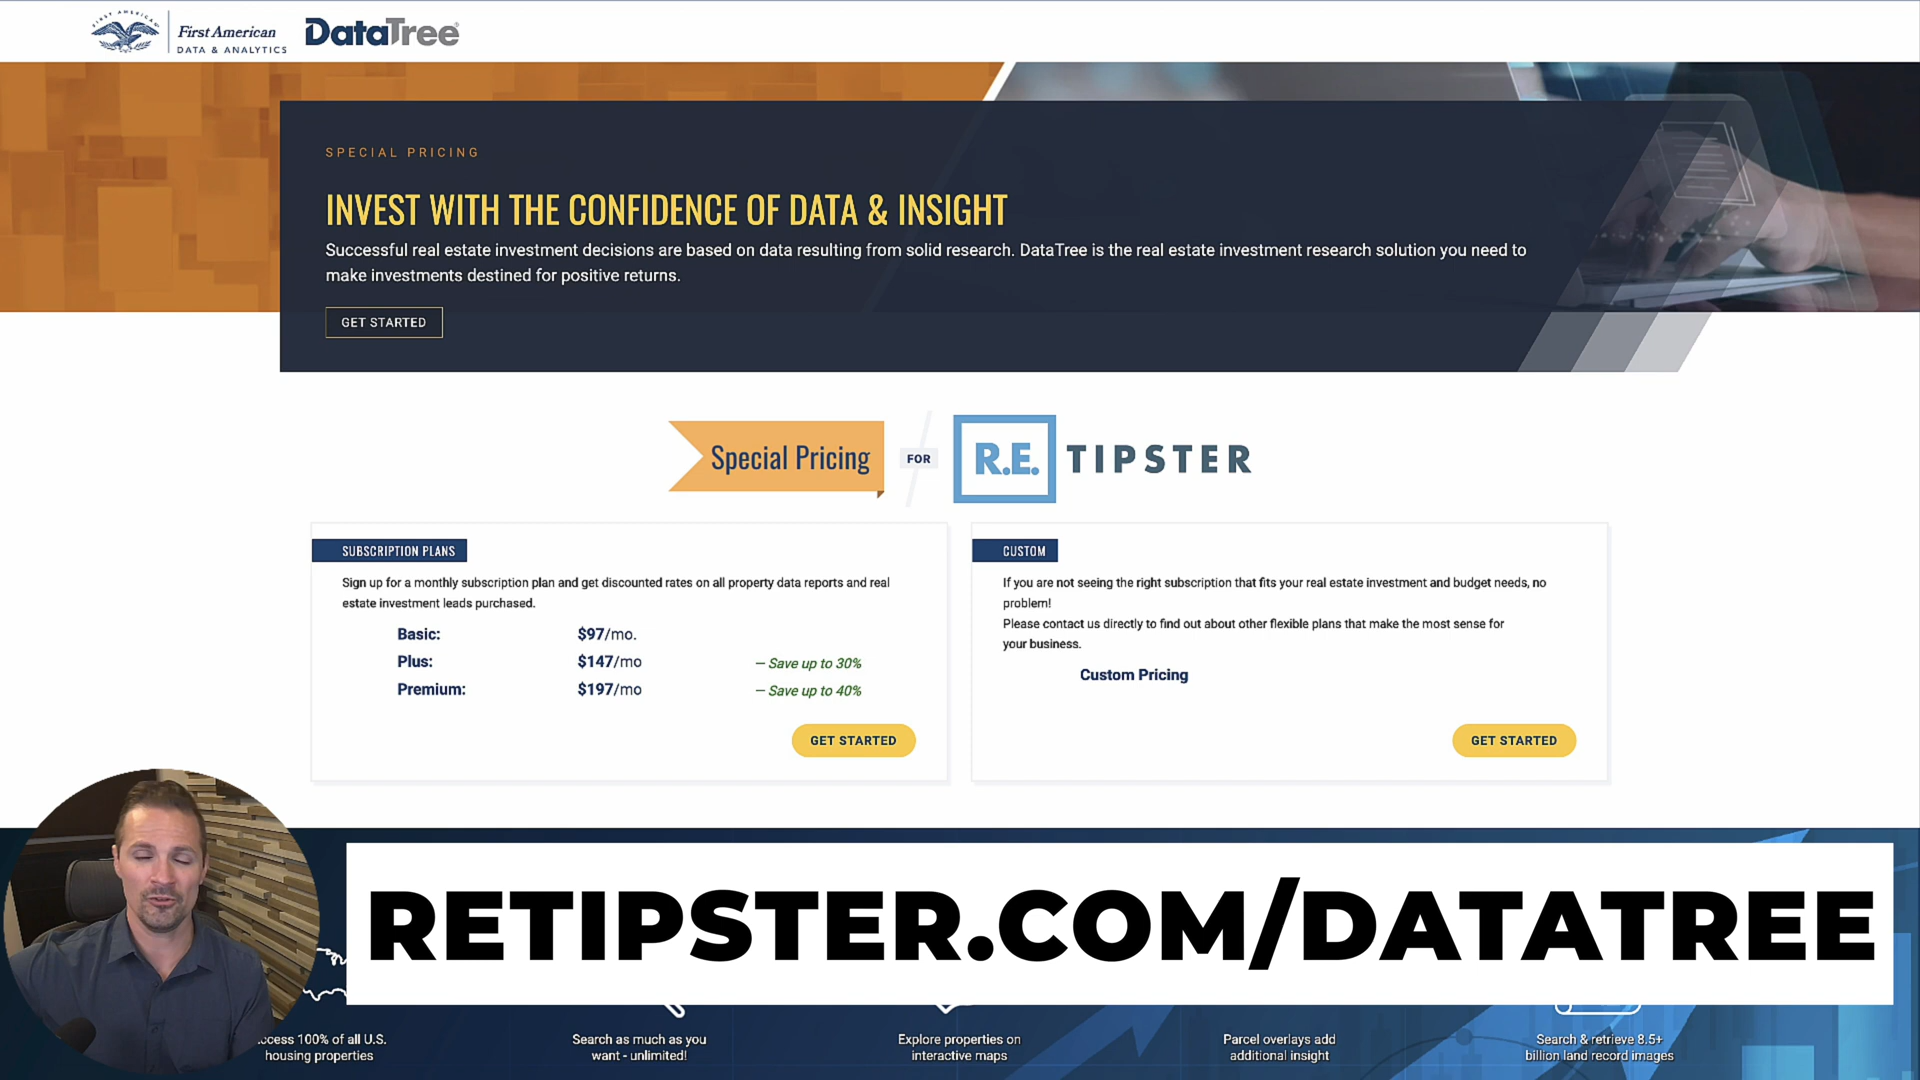 FIRST AMERICAN
First American
DATA & ANALYTICS
DataTree®
SPECIAL PRICING
INVEST WITH THE CONFIDENCE OF DATA & INSIGHT
Successful real estate investment decisions are based on data resulting from solid research. DataTree is the real estate investment research solution you need to
make investments destined for positive returns.
GET STARTED
Special Pricing
FOR
R.E. TIPSTER
SUBSCRIPTION PLANS
Sign up for a monthly subscription plan and get discounted rates on all property data reports and real
estate investment leads purchased.
Basic: $97/mo.
Plus: $147/mo – Save up to 30%
Premium: $197/mo – Save up to 40%
GET STARTED
CUSTOM
If you are not seeing the right subscription that fits your real estate investment and budget needs, no
problem!
Please contact us directly to find out about other flexible plans that make the most sense for
your business.
Custom Pricing
GET STARTED
RETIPSTER.COM/DATATREE
ccess 100% of all U.S.
housing properties
Search as much as you
want - unlimited!
Explore properties on
interactive maps
Parcel overlays add
additional insight
Search & retrieve 8.5+
billion land record images